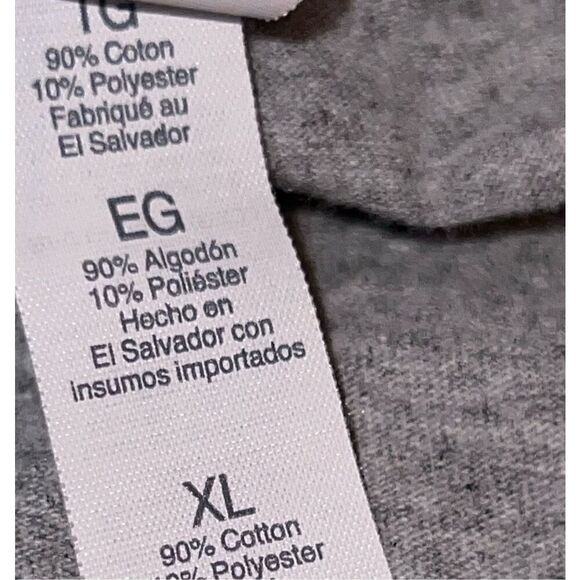 TG
90% Coton
10% Polyester
Fabriqué au
El Salvador
EG
90% Algodón
10% Poliéster
Hecho en
El Salvador con
insumos importados
XL
90% Cotton
10% Polyester